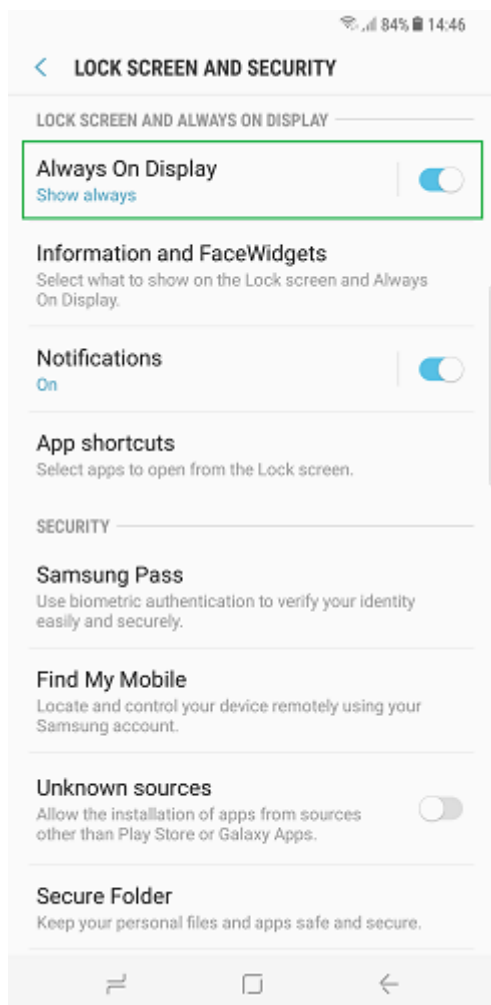 84% 14:46
LOCK SCREEN AND SECURITY
LOCK SCREEN AND ALWAYS ON DISPLAY
Always On Display
Show always
Information and FaceWidgets
Select what to show on the Lock screen and Always
On Display.
Notifications
On
App shortcuts
Select apps to open from the Lock screen.
SECURITY
Samsung Pass
Use biometric authentication to verify your identity
easily and securely.
Find My Mobile
Locate and control your device remotely using your
Samsung account.
Unknown sources
Allow the installation of apps from sources
other than Play Store or Galaxy Apps.
Secure Folder
Keep your personal files and apps safe and secure.